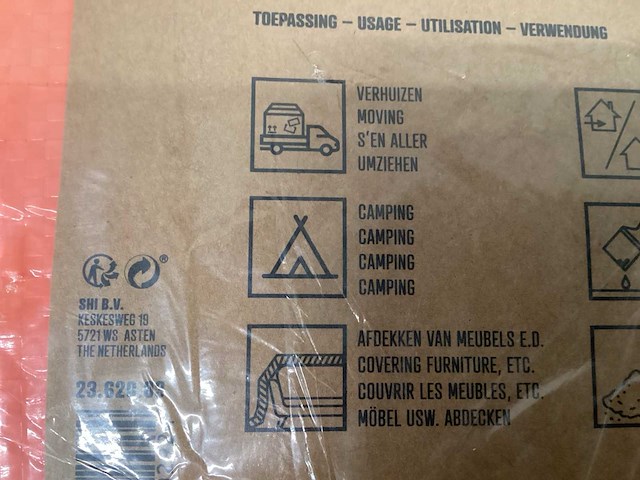 TOEPASSING – USAGE – UTILISATION – VERWENDUNG
VERHUIZEN
MOVING
S'EN ALLER
UMZIEHEN
CAMPING
CAMPING
CAMPING
CAMPING
AFDEKKEN VAN MEUBELS E.D.
COVERING FURNITURE, ETC.
COUVRIR LES MEUBLES, ETC.
MÖBEL USW. ABDECKEN
®
SHI B.V.
KESKESWEG 19
5721 WS ASTEN
THE NETHERLANDS